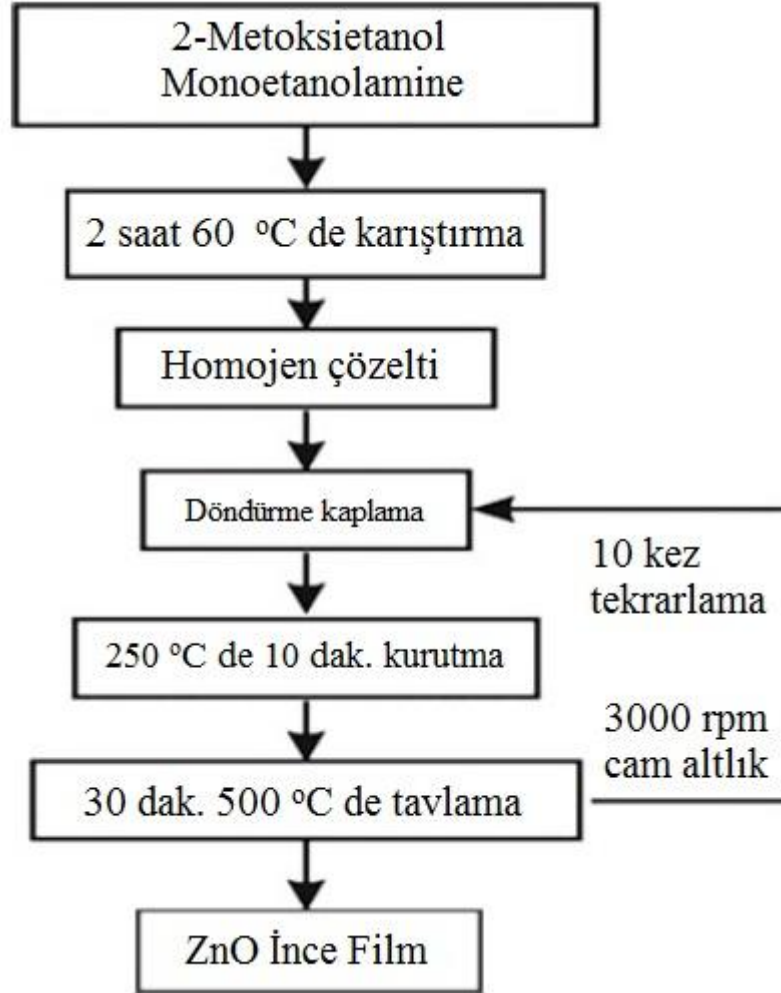 2-Metoksietanol
Monoetanolamine
2 saat 60 ºC de karıştırma
Homojen çözelti
Döndürme kaplama
10 kez
tekrarlama
250 ºC de 10 dak. kurutma
3000 rpm
cam altlık
30 dak. 500 ºC de tavlama
ZnO İnce Film